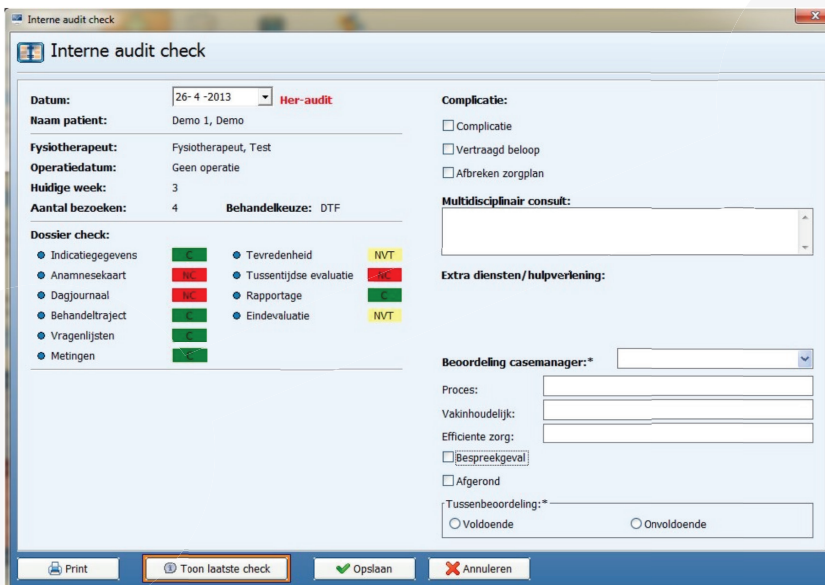 Interne audit check
Interne audit check
Datum: 26- 4 -2013 Her-audit
Naam patient: Demo 1, Demo
Fysiotherapeut: Fysiotherapeut, Test
Operatiedatum: Geen operatie
Huidige week: 3
Aantal bezoeken: 4 Behandelkeuze: DTF
Dossier check:
Indicatiegegevens C Tevredenheid NVT
Anamnesekaart NC Tussentijdse evaluatie NC
Dagjournaal NC Rapportage C
Behandeltraject C Eindevaluatie NVT
Vragenlijsten C
Metingen C
Complicatie:
Complicatie
Vertraagd beloop
Afbreken zorgplan
Multidisciplinair consult:
Extra diensten/hulpverlening:
Beoordeling casemanager:*
Proces:
Vakinhoudelijk:
Efficiente zorg:
Bespreekgeval
Afgerond
Tussenbeoordeling:*
Voldoende Onvoldoende
Print Toon laatste check Opslaan Annuleren